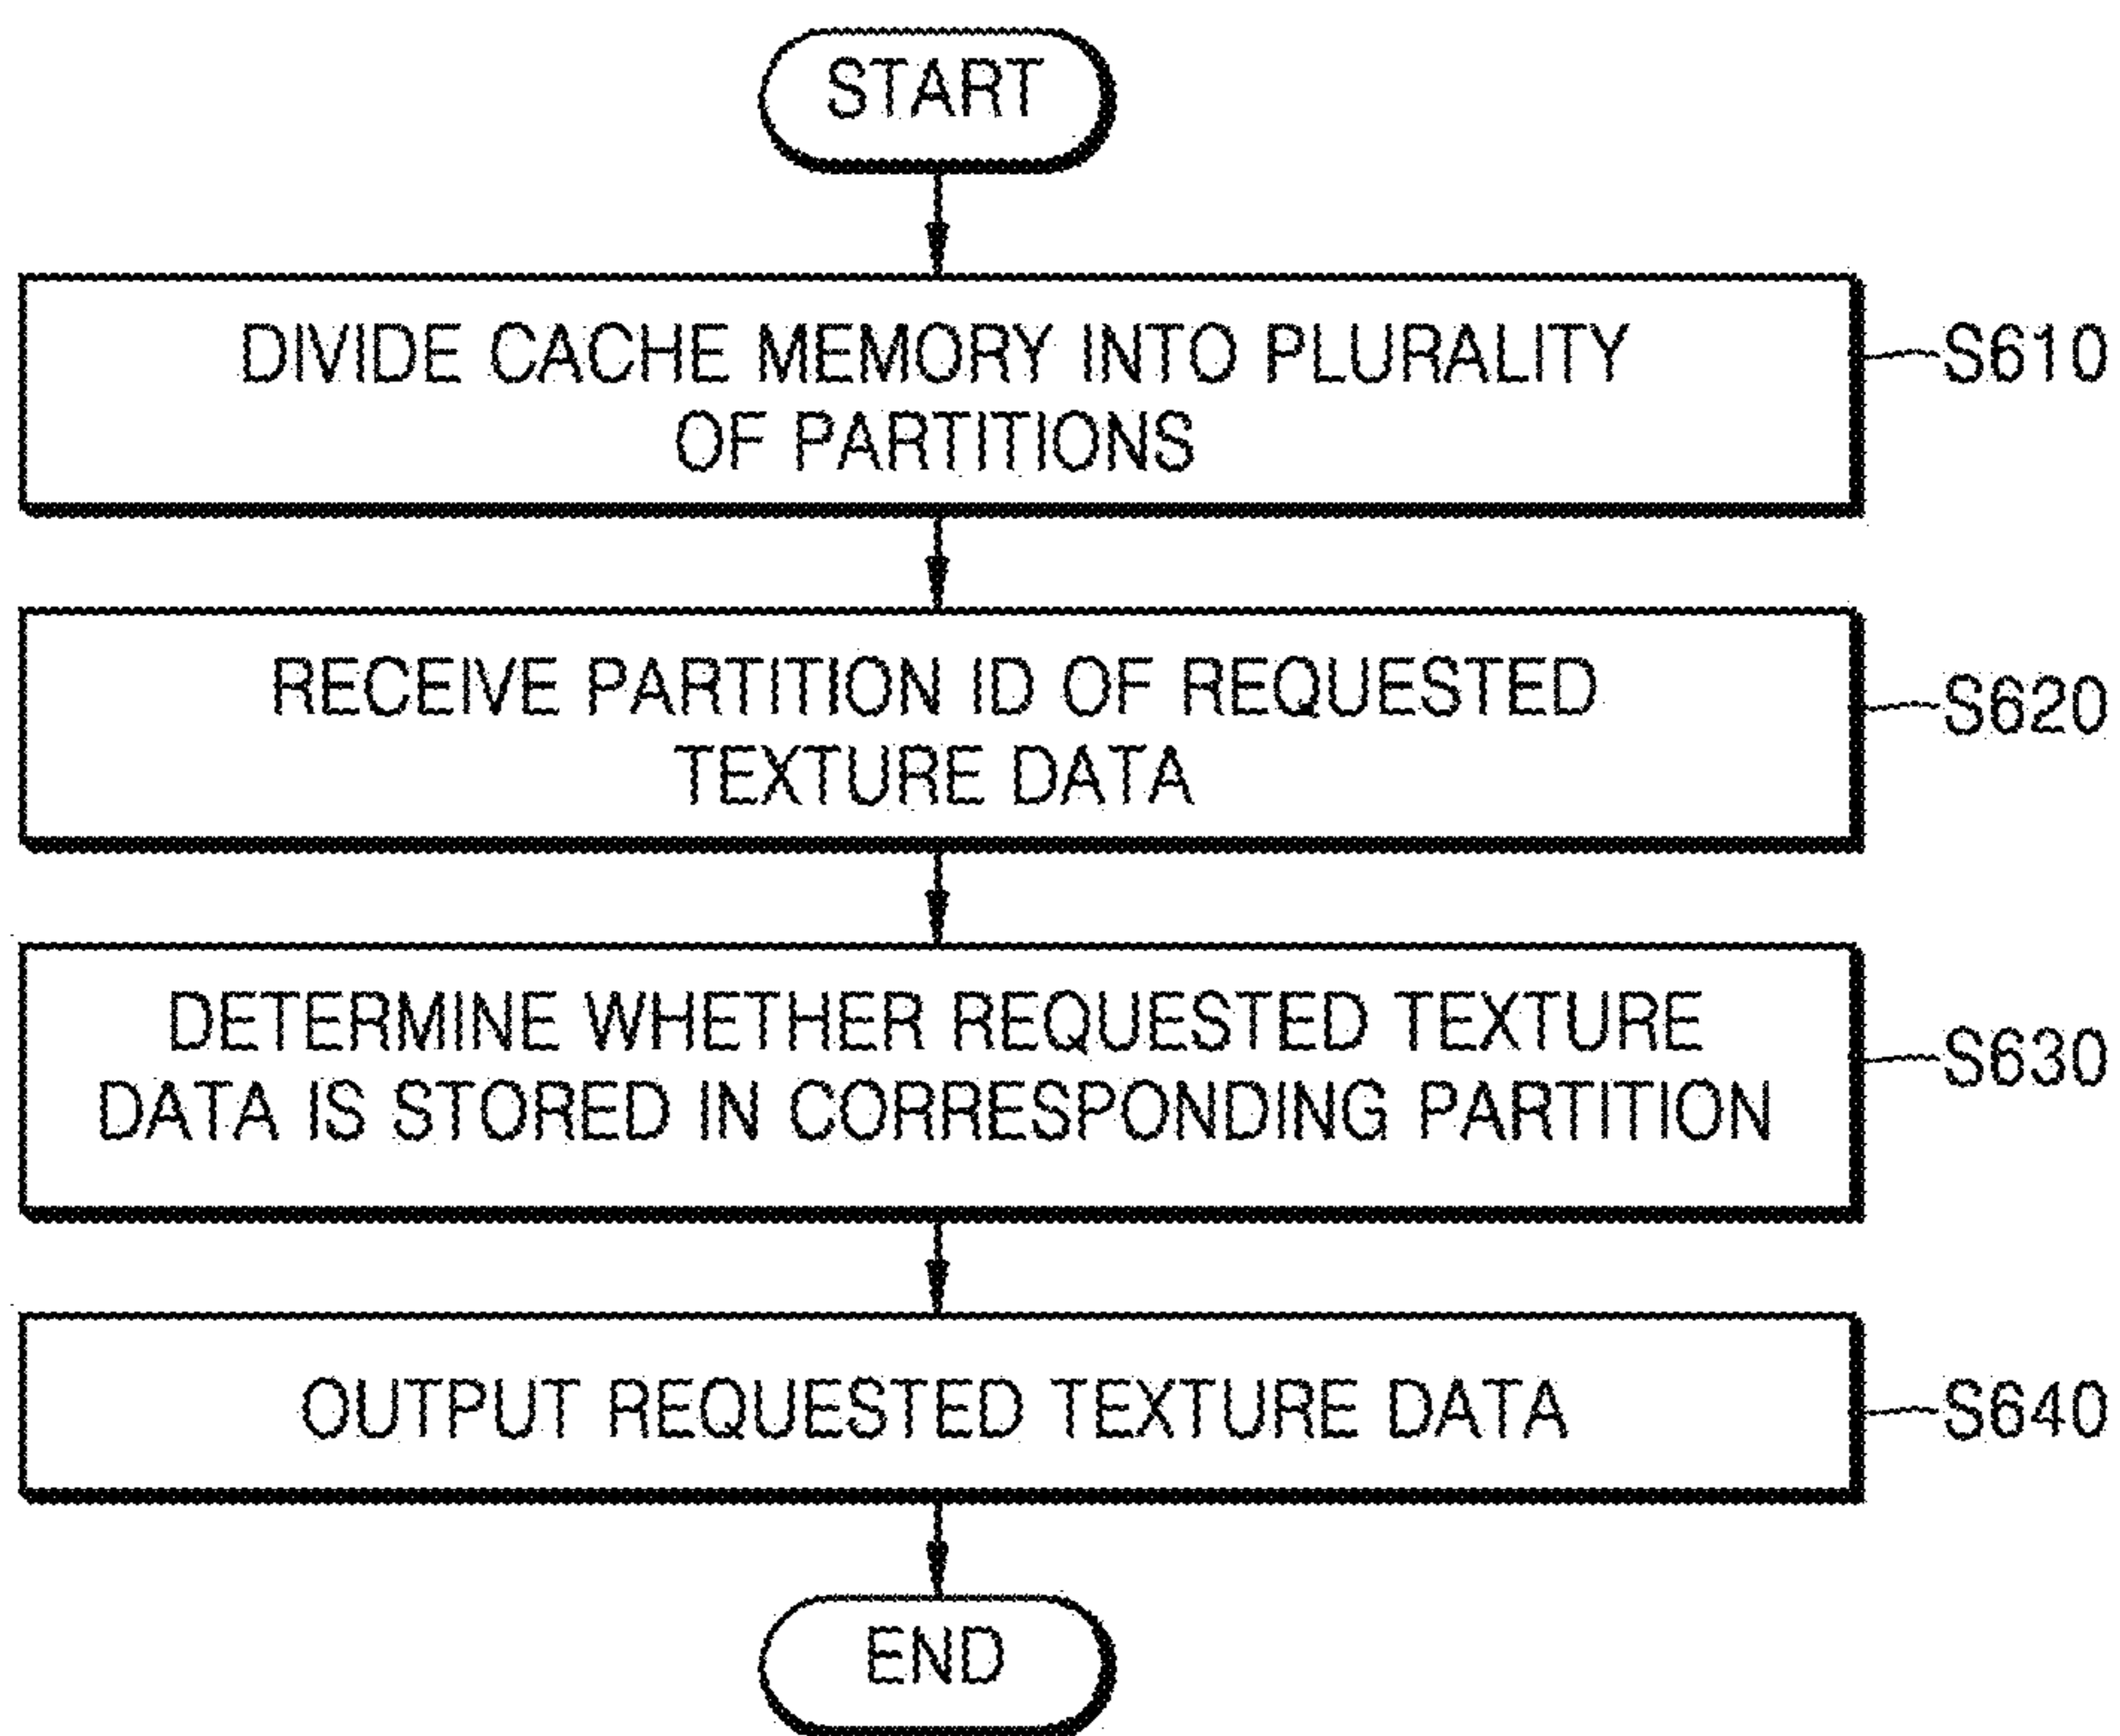 START
DIVIDE CACHE MEMORY INTO PLURALITY
OF PARTITIONS
S610
RECEIVE PARTITION ID OF REQUESTED
TEXTURE DATA
S620
DETERMINE WHETHER REQUESTED TEXTURE
DATA IS STORED IN CORRESPONDING PARTITION
S630
OUTPUT REQUESTED TEXTURE DATA
S640
END